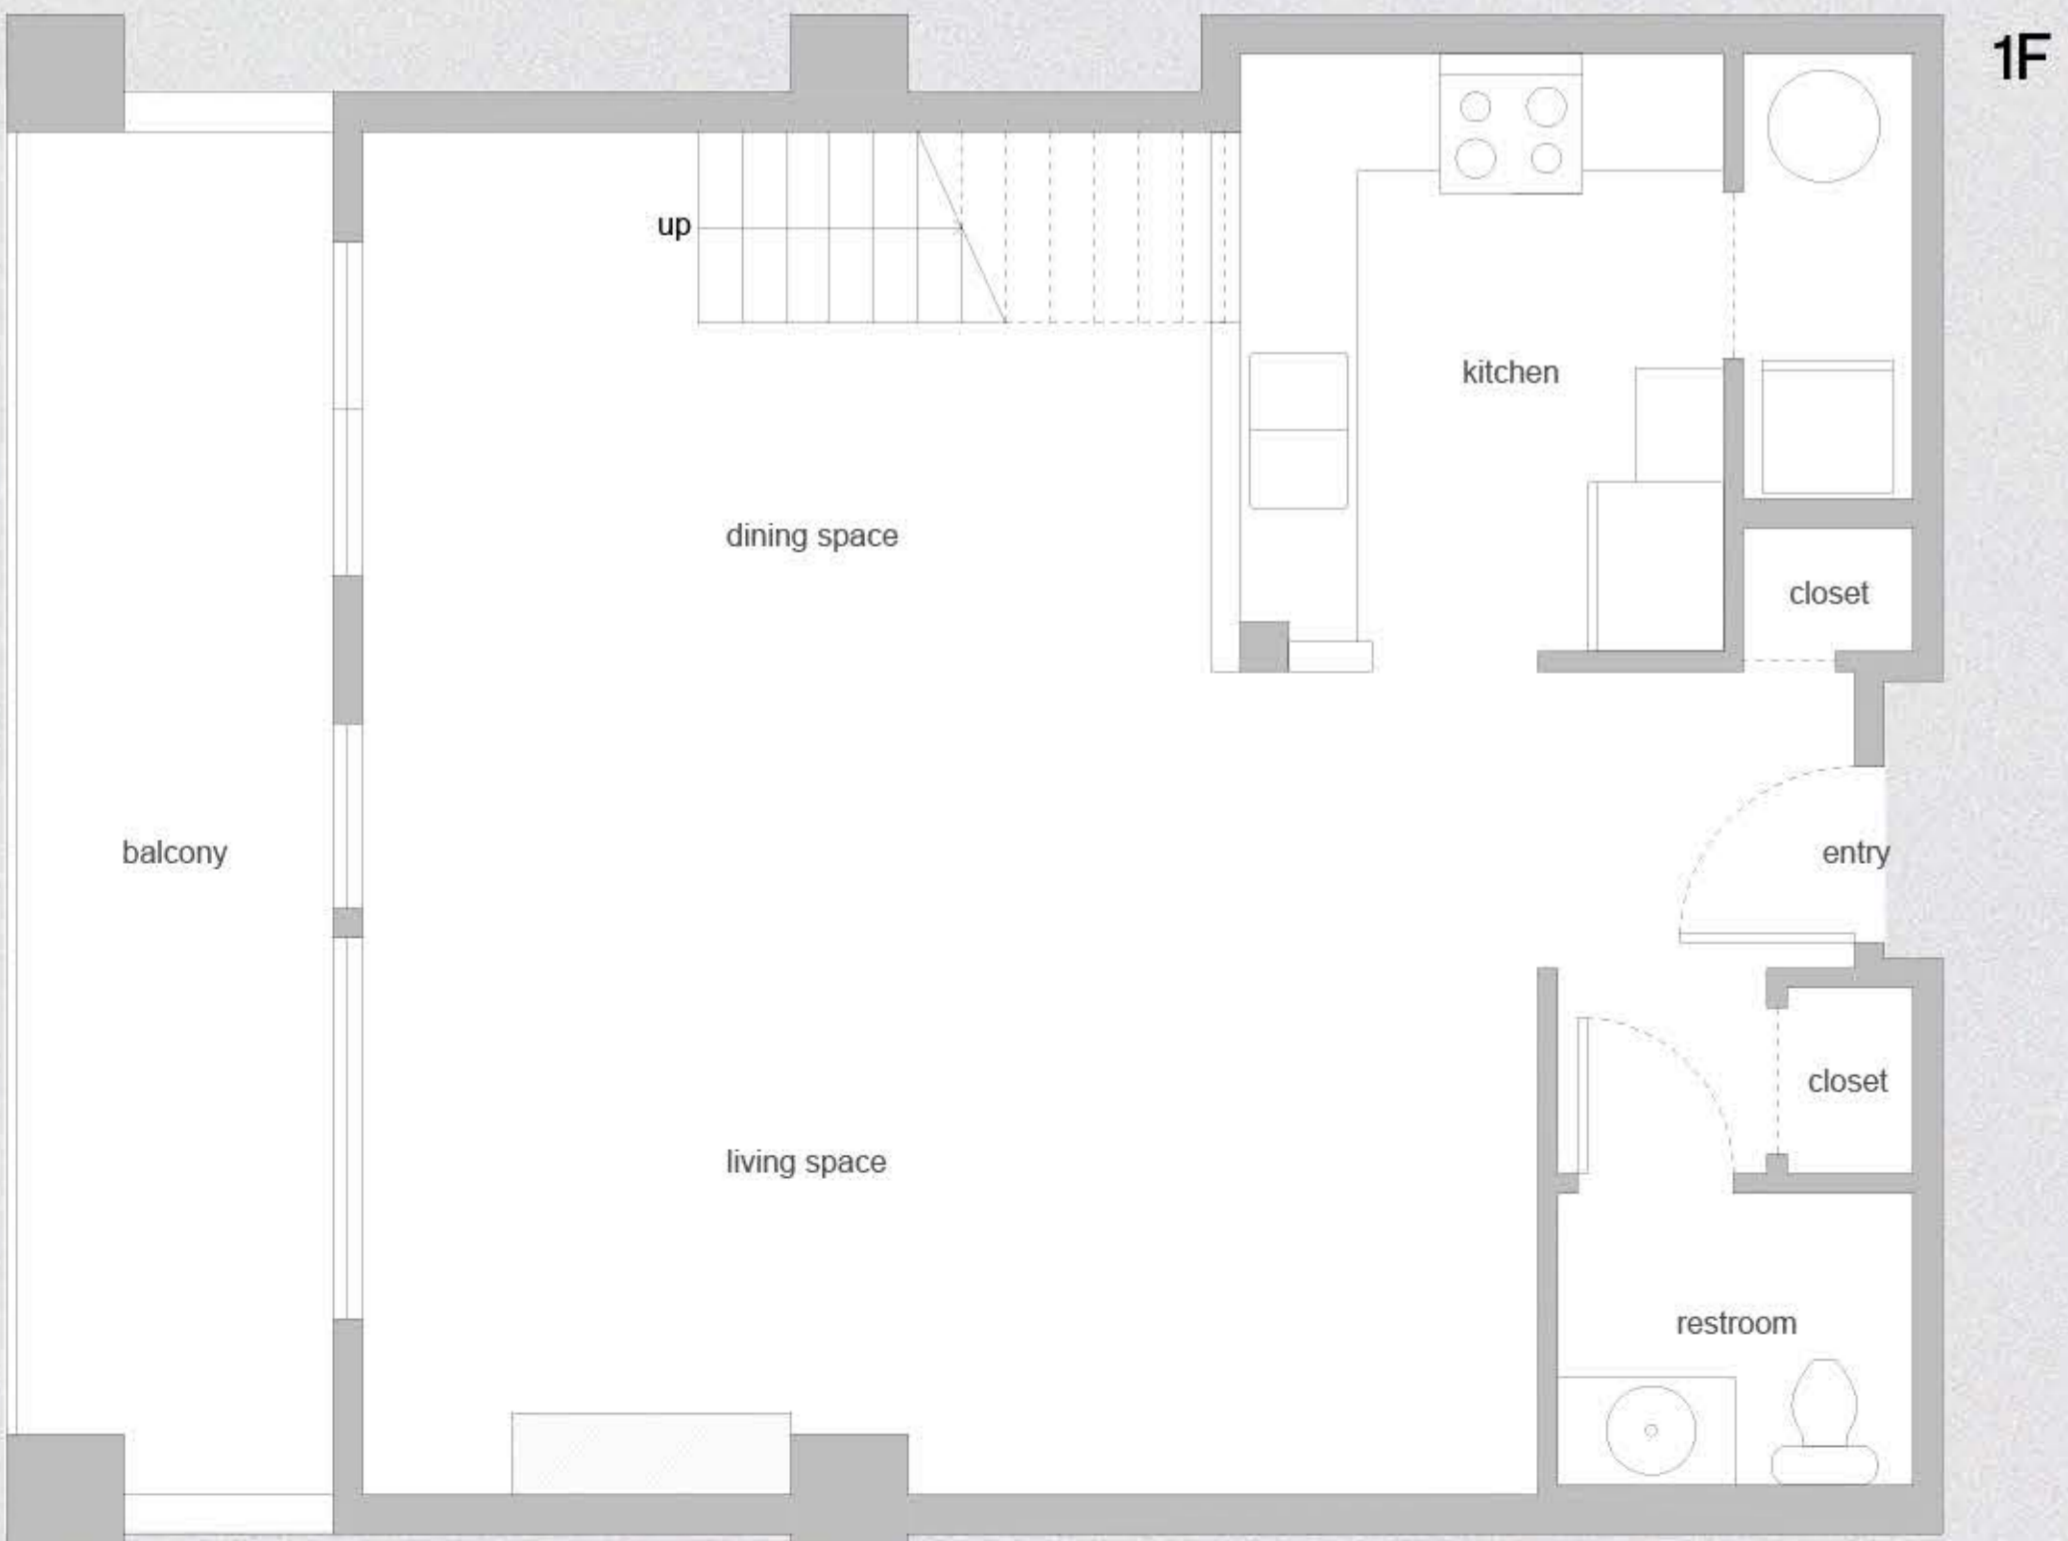 1F
up
kitchen
dining space
closet
balcony
entry
closet
living space
restroom